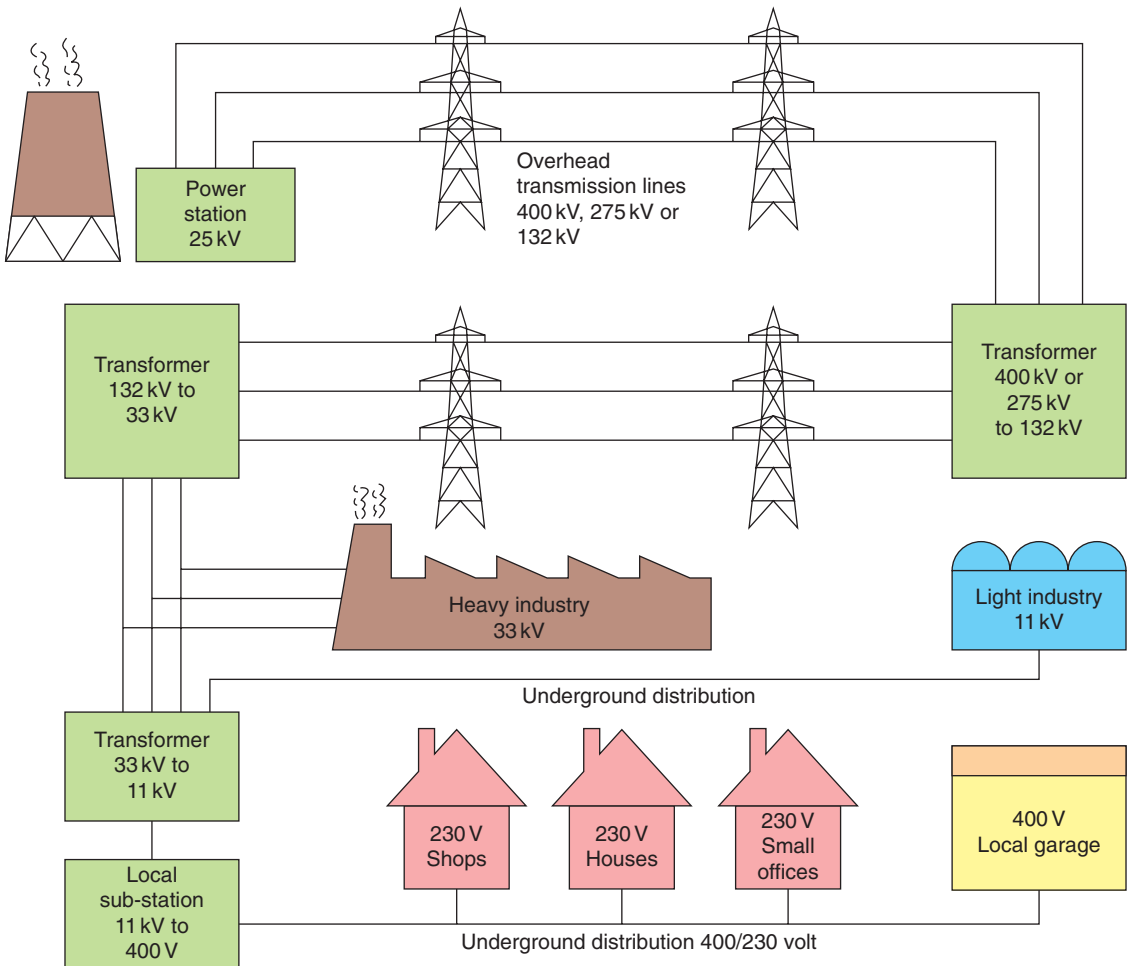 Power
station
25 kV
Overhead
transmission lines
400 kV, 275 kV or
132 kV
Transformer
132 kV to
33 kV
Transformer
400 kV or
275 kV
to 132 kV
Heavy industry
33 kV
Light industry
11 kV
Underground distribution
Transformer
33 kV to
11 kV
230 V
Shops
230 V
Houses
230 V
Small
offices
400 V
Local garage
Local
sub-station
11 kV to
400 V
Underground distribution 400/230 volt